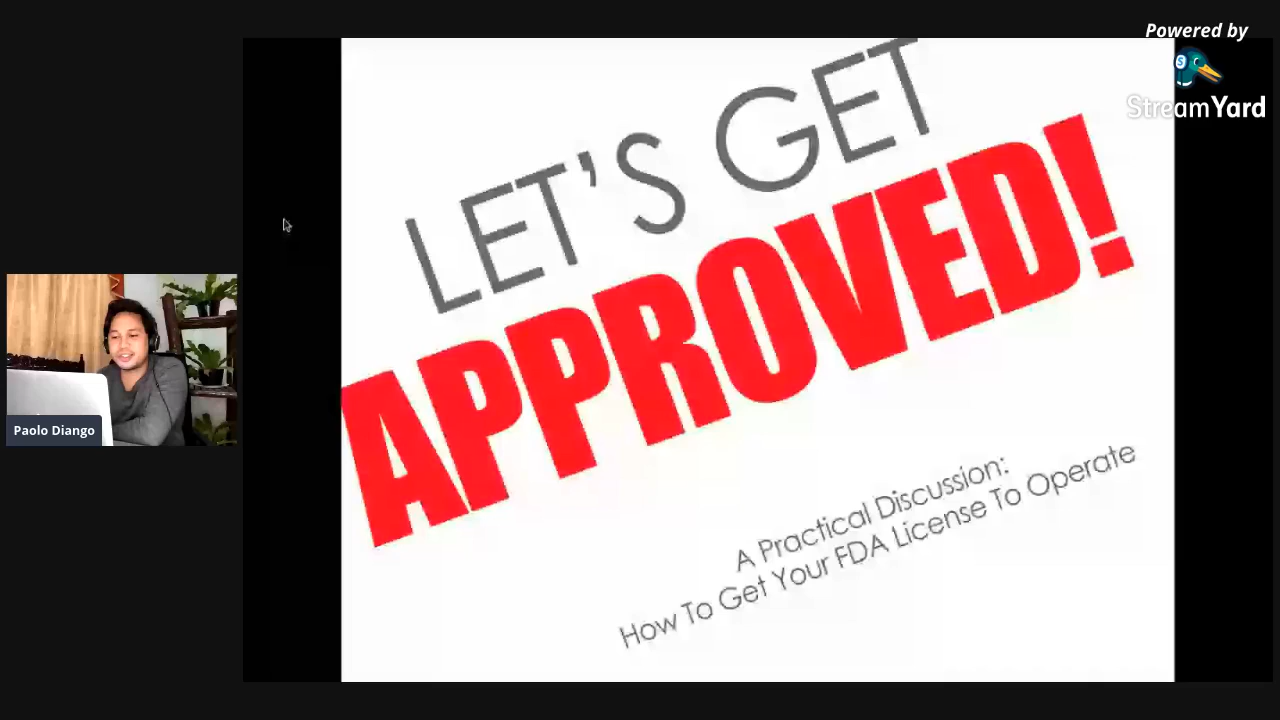 Powered by
StreamYard
LET'S GET
APPROVED!
A Practical Discussion:
How To Get Your FDA License To Operate
Paolo Diango